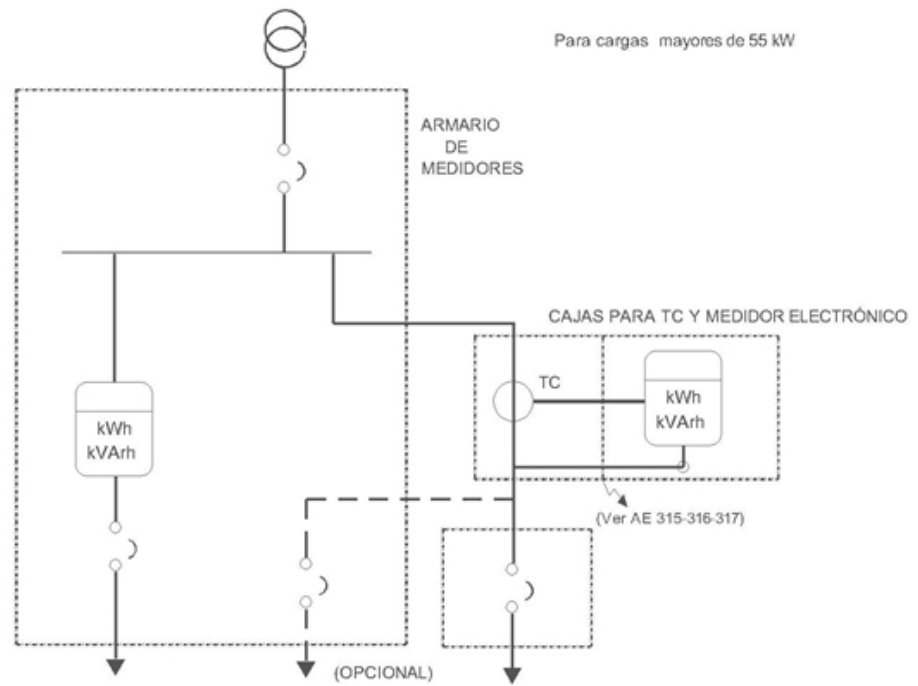 Para cargas mayores de 55 kW
ARMARIO
DE
MEDIDORES
CAJAS PARA TC Y MEDIDOR ELECTRÓNICO
TC
kWh
kVArh
kWh
kVArh
(Ver AE 315-316-317)
(OPCIONAL)